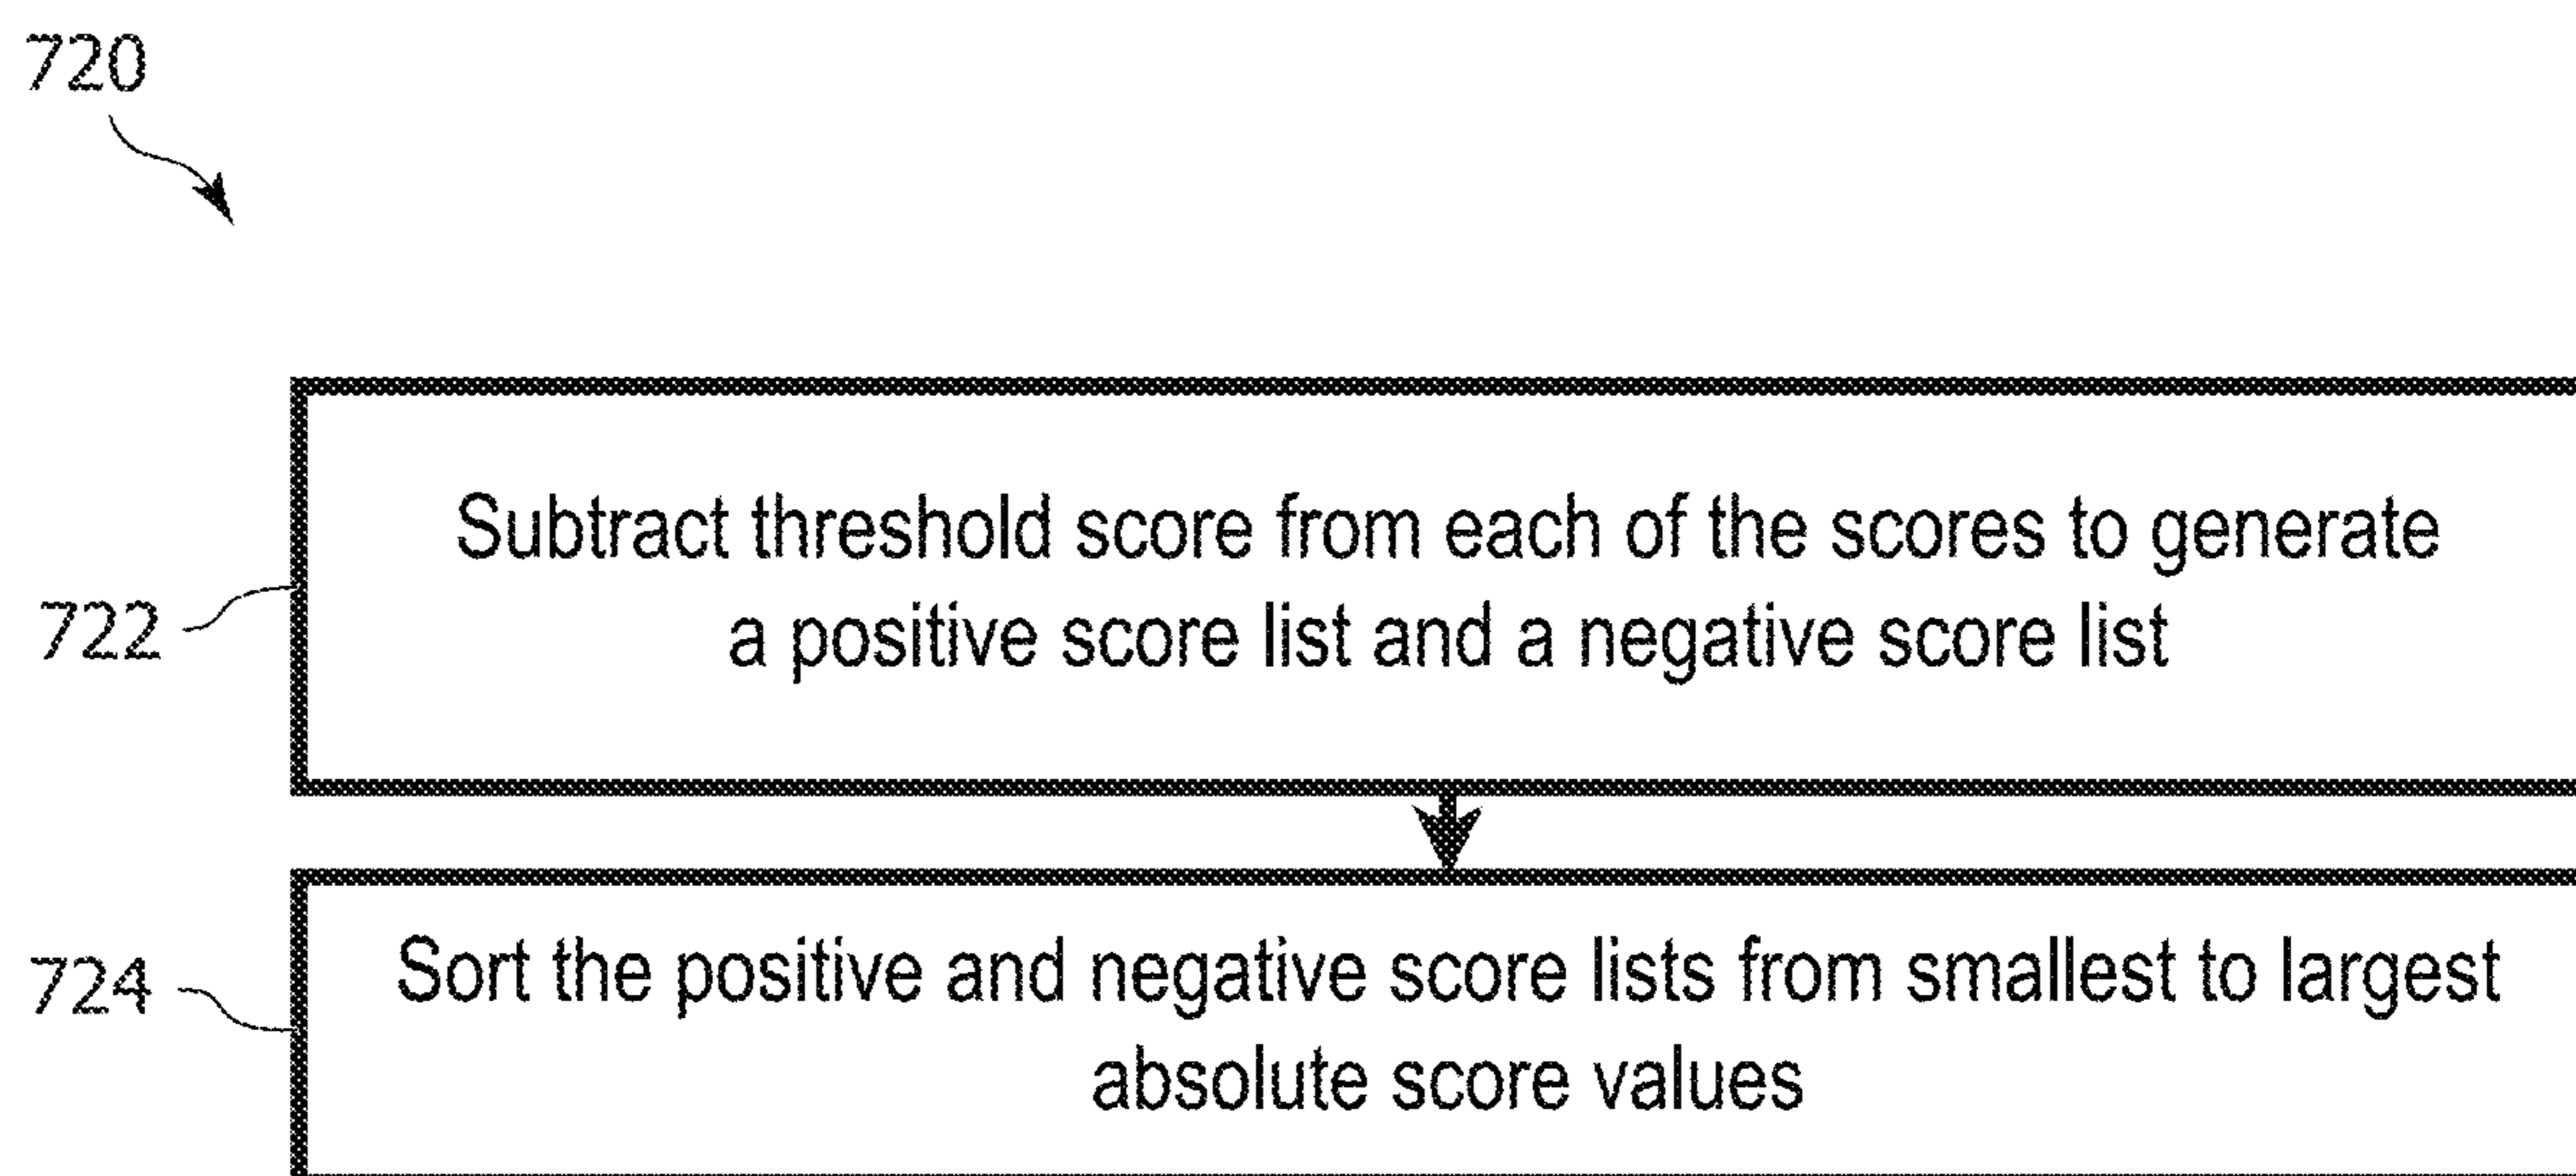 720
Subtract threshold score from each of the scores to generate
a positive score list and a negative score list
722
Sort the positive and negative score lists from smallest to largest
absolute score values
724